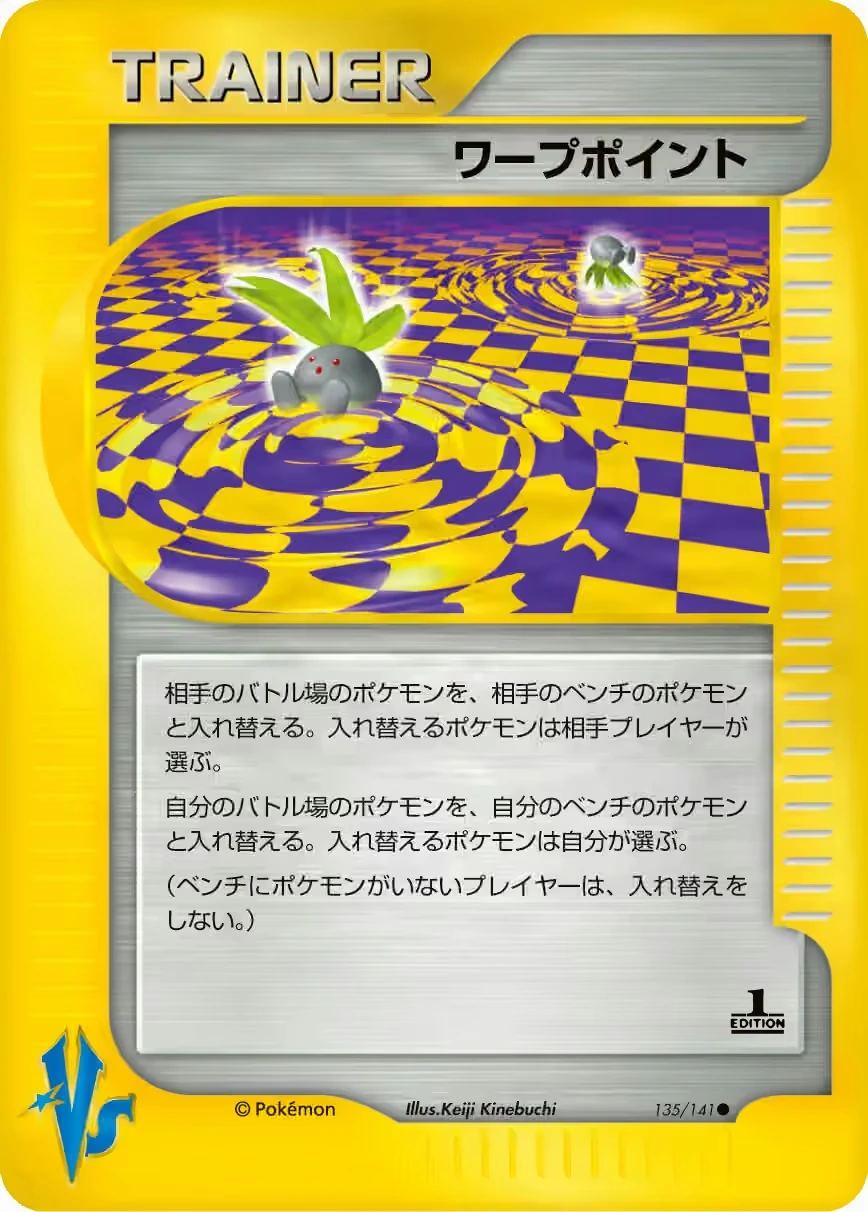 TRAINER
ワープポイント
相手のバトル場のポケモンを、相手のベンチのポケモン
と入れ替える。入れ替えるポケモンは相手プレイヤーが
選ぶ。
自分のバトル場のポケモンを、自分のベンチのポケモン
と入れ替える。入れ替えるポケモンは自分が選ぶ。
(ベンチにポケモンがいないプレイヤーは、入れ替えを
しない。)
1
EDITION
VS
© Pokémon
Illus.Keiji Kinebuchi
135/141●